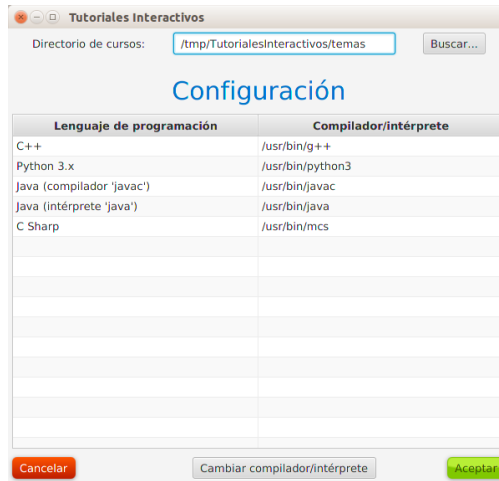 Tutoriales Interactivos
Directorio de cursos: /tmp/TutorialesInteractivos/temas Buscar...
Configuración
Lenguaje de programación Compilador/intérprete
C++ /usr/bin/g++
Python 3.x /usr/bin/python3
Java (compilador 'javac') /usr/bin/javac
Java (intérprete 'java') /usr/bin/java
C Sharp /usr/bin/mcs
Cancelar Cambiar compilador/intérprete Aceptar